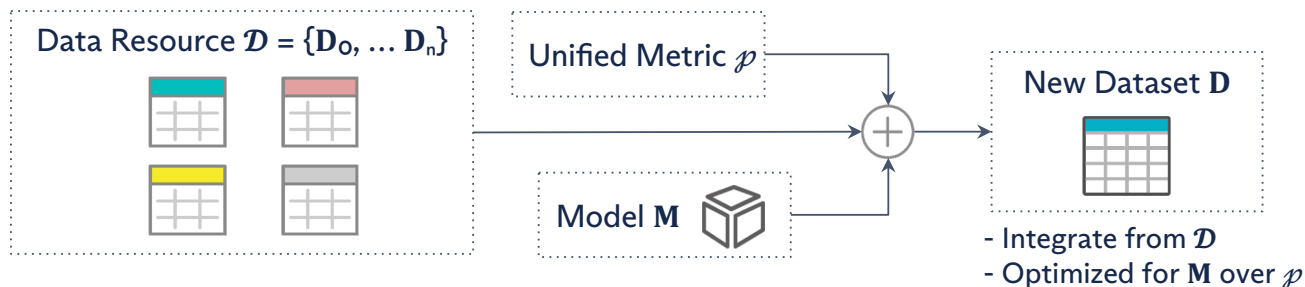 Data Resource 𝓓 = {𝐃₀, ... 𝐃ₙ}
Unified Metric 𝓅
Model 𝐌
New Dataset 𝐃
- Integrate from 𝓓
- Optimized for 𝐌 over 𝓅